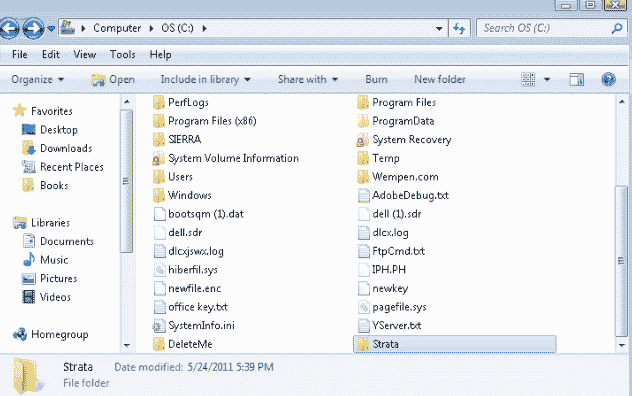 Computer ▸ OS (C:) ▸
Search OS (C:)
File Edit View Tools Help
Organize Open Include in library Share with Burn New folder
Favorites
Desktop
Downloads
Recent Places
Books
Libraries
Documents
Music
Pictures
Videos
Homegroup
PerfLogs Program Files
Program Files (x86) ProgramData
SIERRA System Recovery
System Volume Information Temp
Users Wempen.com
Windows AdobeDebug.txt
bootsqm (1).dat dell (1).sdr
dell.sdr dlcx.log
dlcxjswx.log FtpCmd.txt
hiberfil.sys IPH.PH
newfile.enc newkey
office key.txt pagefile.sys
SystemInfo.ini YServer.txt
DeleteMe Strata
Strata Date modified: 5/24/2011 5:39 PM
File folder